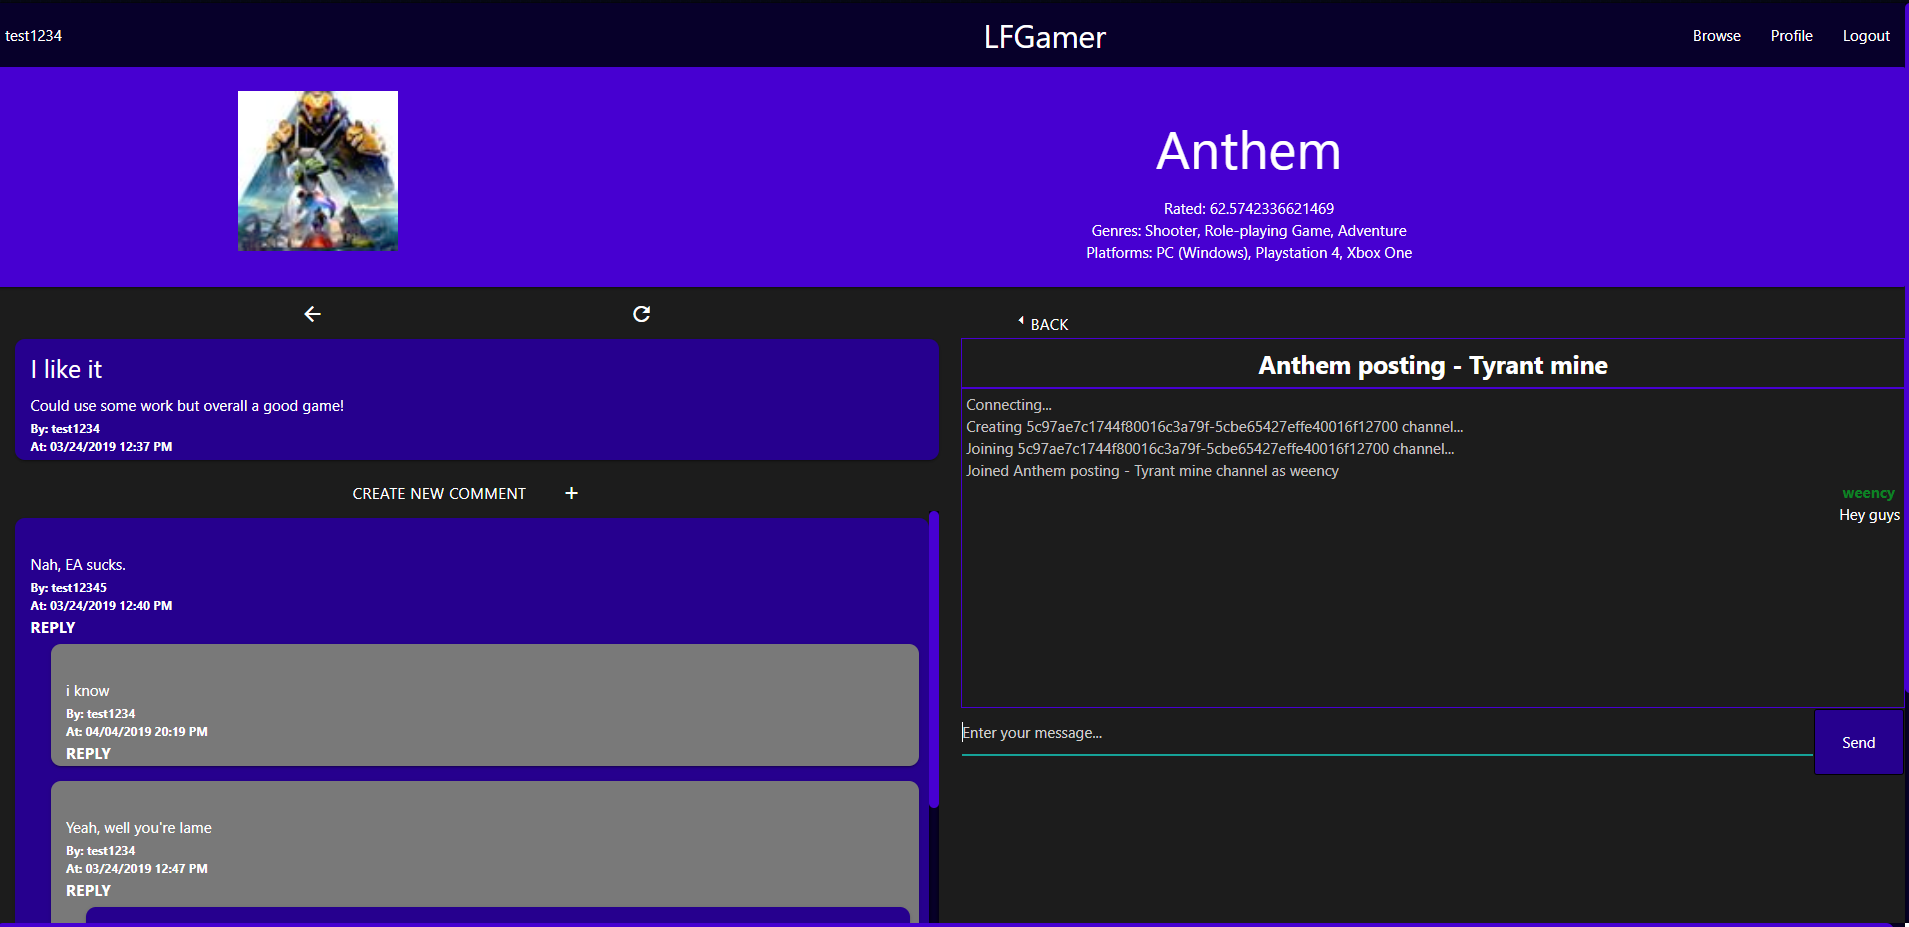 test1234
LFGamer
Browse
Profile
Logout
Anthem
Rated: 62.5742336621469
Genres: Shooter, Role-playing Game, Adventure
Platforms: PC (Windows), Playstation 4, Xbox One
I like it
Could use some work but overall a good game!
By: test1234
At: 03/24/2019 12:37 PM
CREATE NEW COMMENT +
Nah, EA sucks.
By: test12345
At: 03/24/2019 12:40 PM
REPLY
i know
By: test1234
At: 04/04/2019 20:19 PM
REPLY
Yeah, well you're lame
By: test1234
At: 03/24/2019 12:47 PM
REPLY
BACK
Anthem posting - Tyrant mine
Connecting...
Creating 5c97ae7c1744f80016c3a79f-5cbe65427effe40016f12700 channel...
Joining 5c97ae7c1744f80016c3a79f-5cbe65427effe40016f12700 channel...
Joined Anthem posting - Tyrant mine channel as weency
weency
Hey guys
Enter your message...
Send